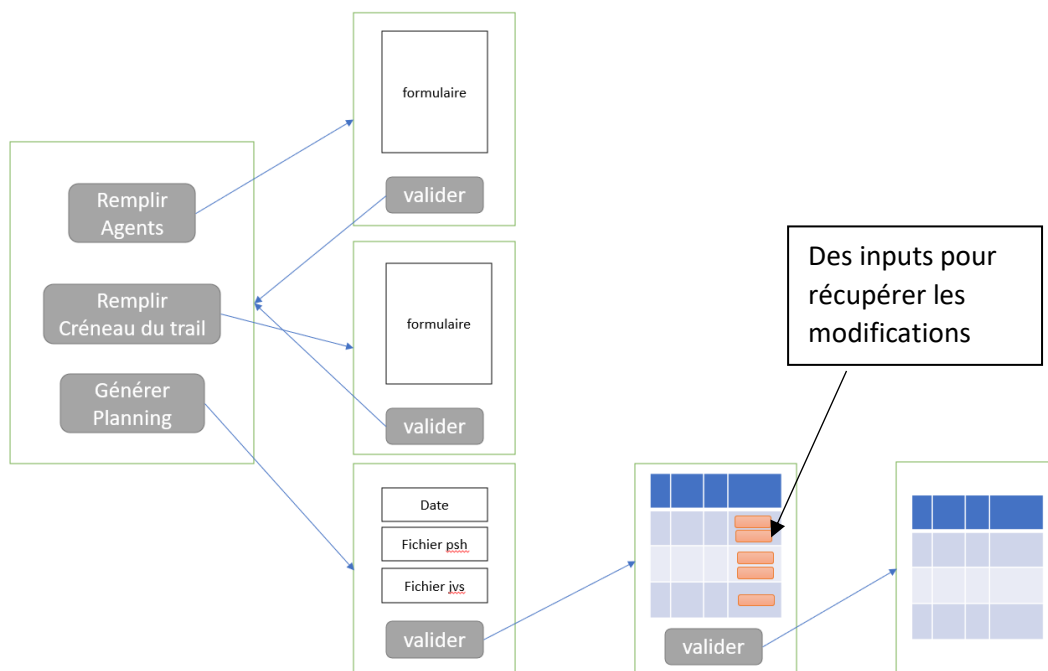 formulaire
valider
Remplir
Agents
Remplir
Créneau du trail
Générer
Planning
formulaire
valider
Des inputs pour
récupérer les
modifications
Date
Fichier psh
Fichier jvs
valider
valider